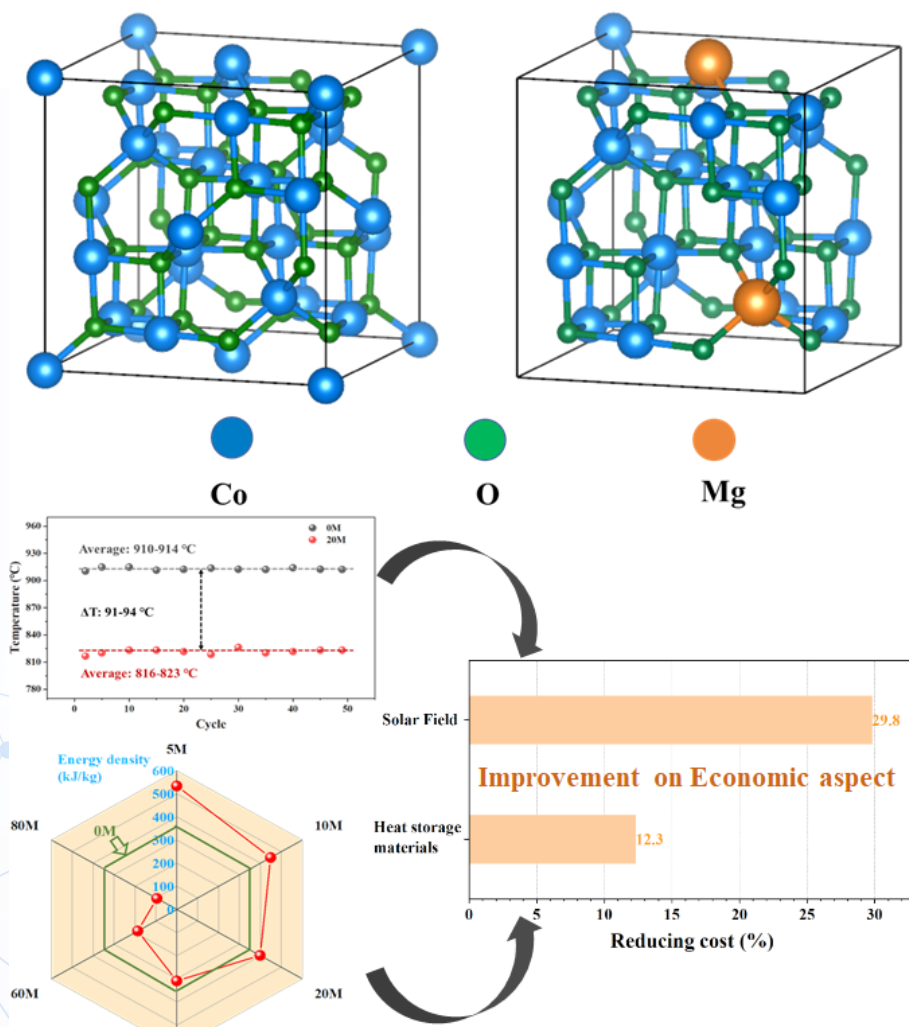 Co
O
Mg
960
930
900
870
840
810
780
Temperature (°C)
0M
20M
Average: 910-914 °C
ΔT: 91-94 °C
Average: 816-823 °C
0
10
20
30
40
50
Cycle
Energy density
(kJ/kg)
5M
600
500
400
300
200
100
0
0M
80M
10M
60M
20M
Solar Field
29.8
Improvement on Economic aspect
Heat storage
materials
12.3
0
5
10
15
20
25
30
Reducing cost (%)